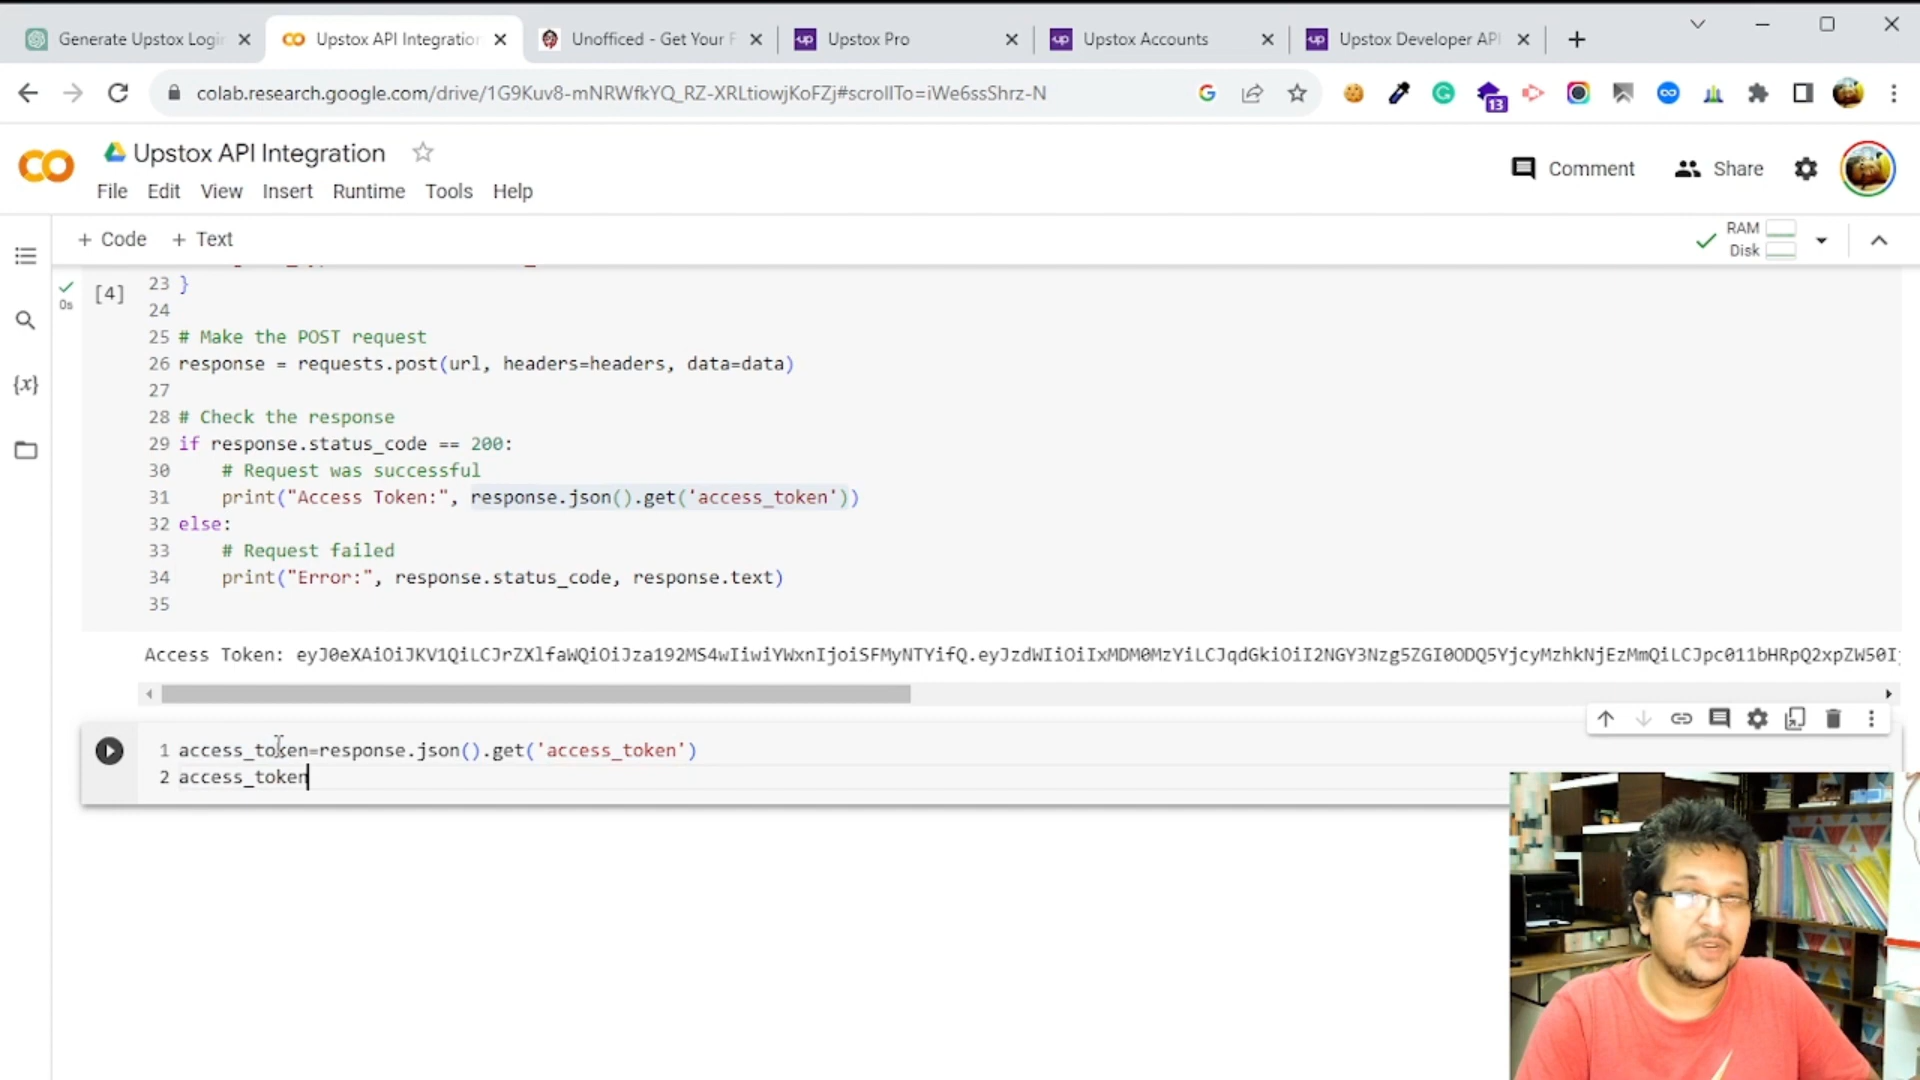 Generate Upstox Logi
Upstox API Integration
Unofficed - Get Your F
Upstox Pro
Upstox Accounts
Upstox Developer API
colab.research.google.com/drive/1G9Kuv8-mNRWfkYQ_RZ-XRLtiowjKoFZj#scrollTo=iWe6ssShrz-N
13
Upstox API Integration
Comment
Share
File Edit View Insert Runtime Tools Help
+ Code + Text
RAM
Disk
0s
[4]
23 }
24
25 # Make the POST request
26 response = requests.post(url, headers=headers, data=data)
27
28 # Check the response
29 if response.status_code == 200:
30 # Request was successful
31 print("Access Token:", response.json().get('access_token'))
32 else:
33 # Request failed
34 print("Error:", response.status_code, response.text)
35
Access Token:
1 access_token=response.json().get('access_token')
2 access_token